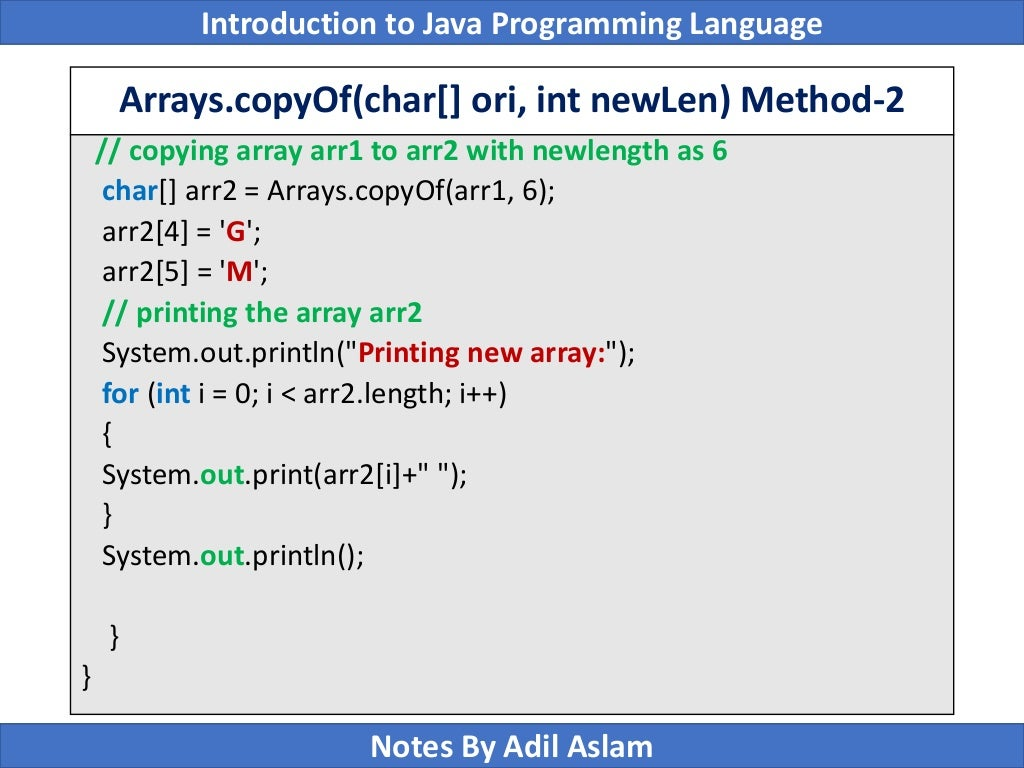 Introduction to Java Programming Language
Arrays.copyOf(char[] ori, int newLen) Method-2
// copying array arr1 to arr2 with newlength as 6
char[] arr2 = Arrays.copyOf(arr1, 6);
arr2[4] = 'G';
arr2[5] = 'M';
// printing the array arr2
System.out.println("Printing new array:");
for (int i = 0; i < arr2.length; i++)
{
System.out.print(arr2[i]+" ");
}
System.out.println();
}
}
Notes By Adil Aslam